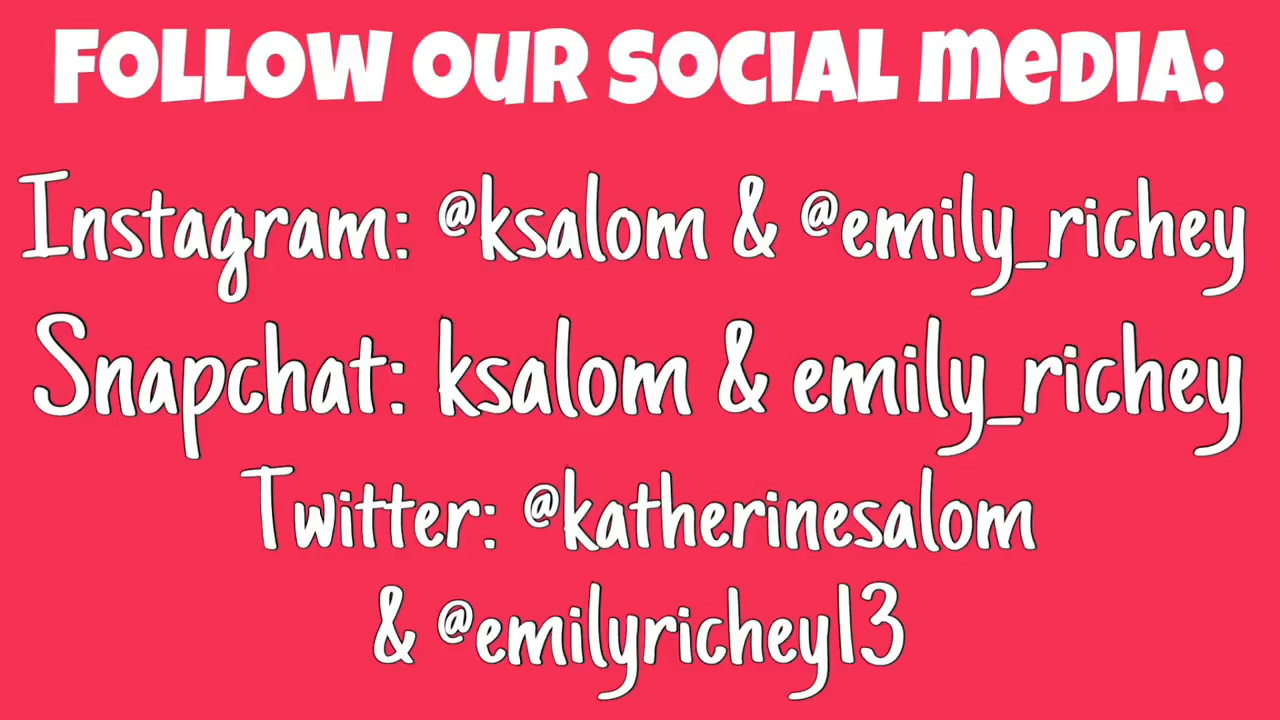 FOLLOW OUR SOCIAL MEDIA:
Instagram: @ksalom & @emily_richey
Snapchat: ksalom & emily_richey
Twitter: @katherinesalom
& @emilyrichey13